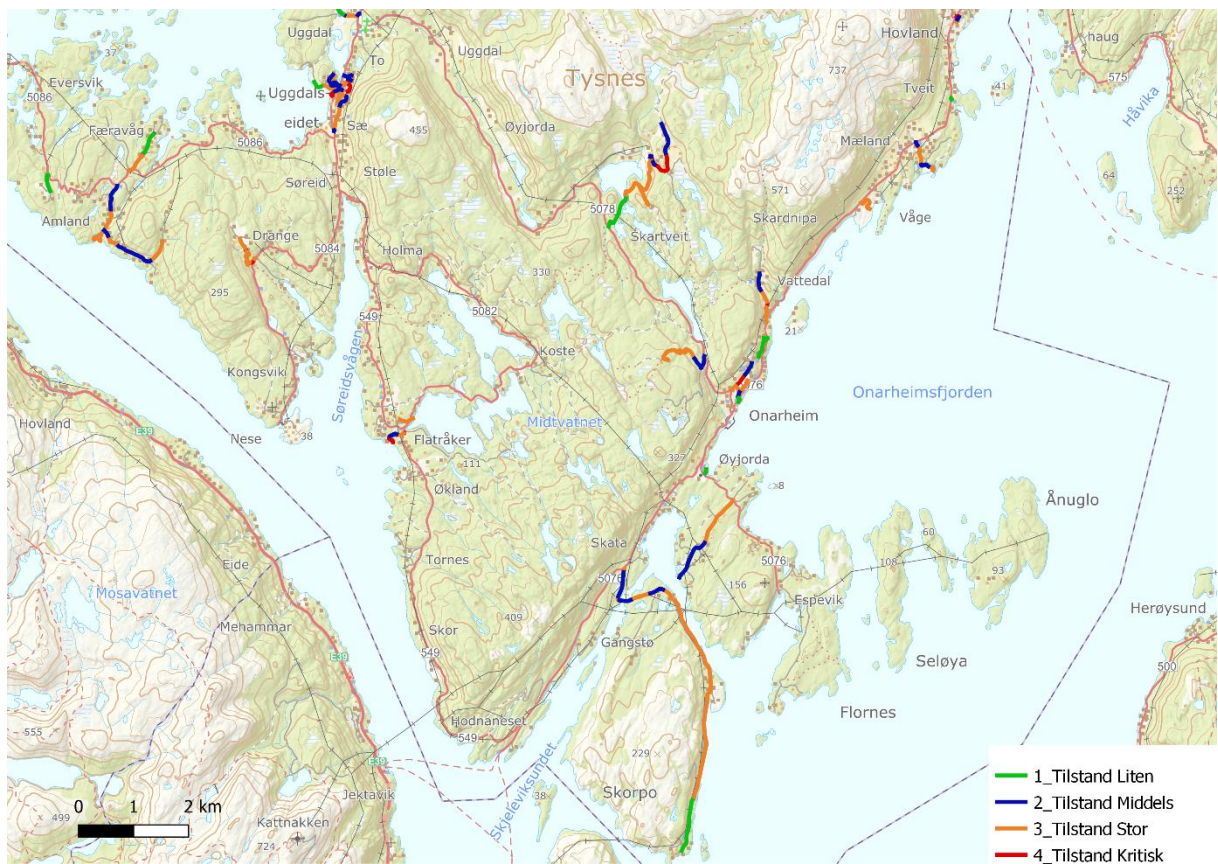 Uggdal
To
Uggdal
Hovland
haug
37
Eversvik
5086
Tysnes
737
575
Tveit
41
Håvika
Uggdals
eidet
Sæ
455
Øyjorda
Færavåg
5086
Mæland
Søreid
Støle
571
64
252
Amland
5078
Skartveit
Skardnipa
Våge
Drange
5084
Holma
330
Vattedal
295
549
5082
21
Søreidsvågen
Koste
Kongsvik
Onarheimsfjorden
Midtvatnet
Onarheim
Hovland
E39
Nese
38
Flatråker
111
327
Øyjorda
8
Økland
Ånuglo
60
Skata
Tornes
108
93
Eide
5076
156
5076
Espevik
Mosavatnet
409
Herøysund
Mehammar
Skor
Gångstø
Seløya
E39
549
500
Flornes
Hodnaneset
549
555
229
E39
Skorpo
Skjeleviksundet
38
Jektavik
0 1 2 km
499
Kattnakken
724
1_Tilstand Liten
2_Tilstand Middels
3_Tilstand Stor
4_Tilstand Kritisk